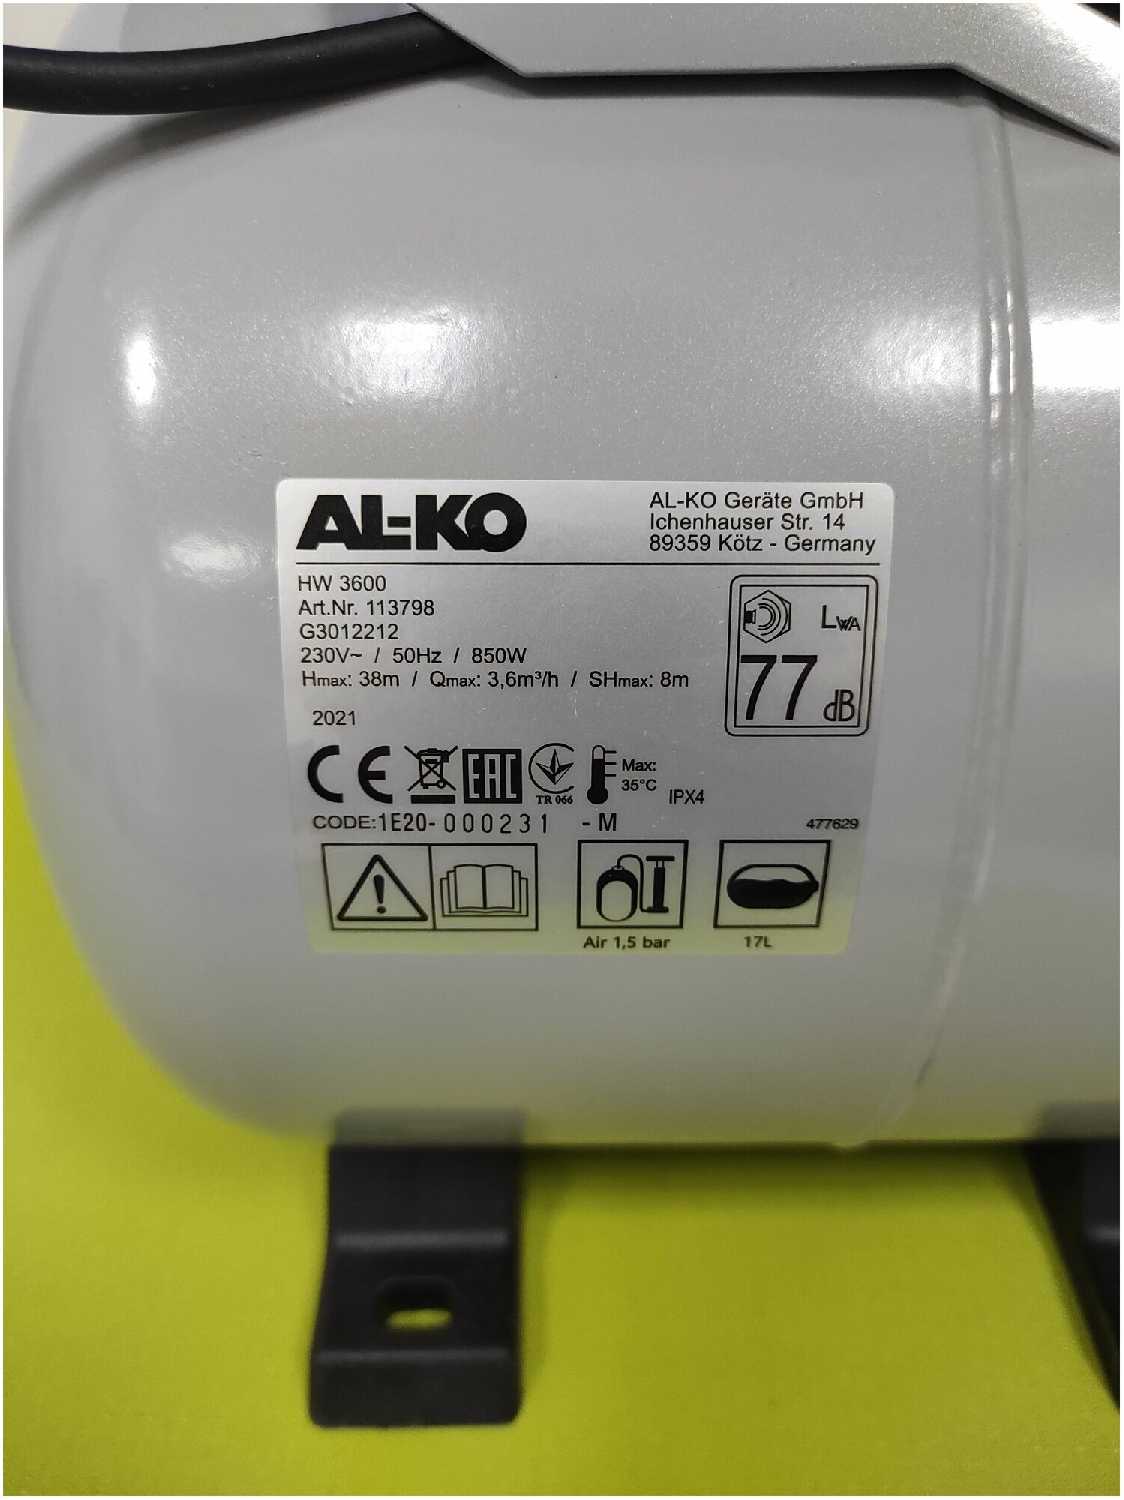 AL-KO
AL-KO Geräte GmbH
Ichenhauser Str. 14
89359 Kötz - Germany
HW 3600
Art.Nr. 113798
G3012212
230V~ / 50Hz / 850W
Hmax: 38m / Qmax: 3,6m³/h / SHmax: 8m
LWA
77 dB
2021
CE EAC TR 066 Max: 35°C IPX4
CODE:1E20-000231 -M 477629
Air 1,5 bar 17L